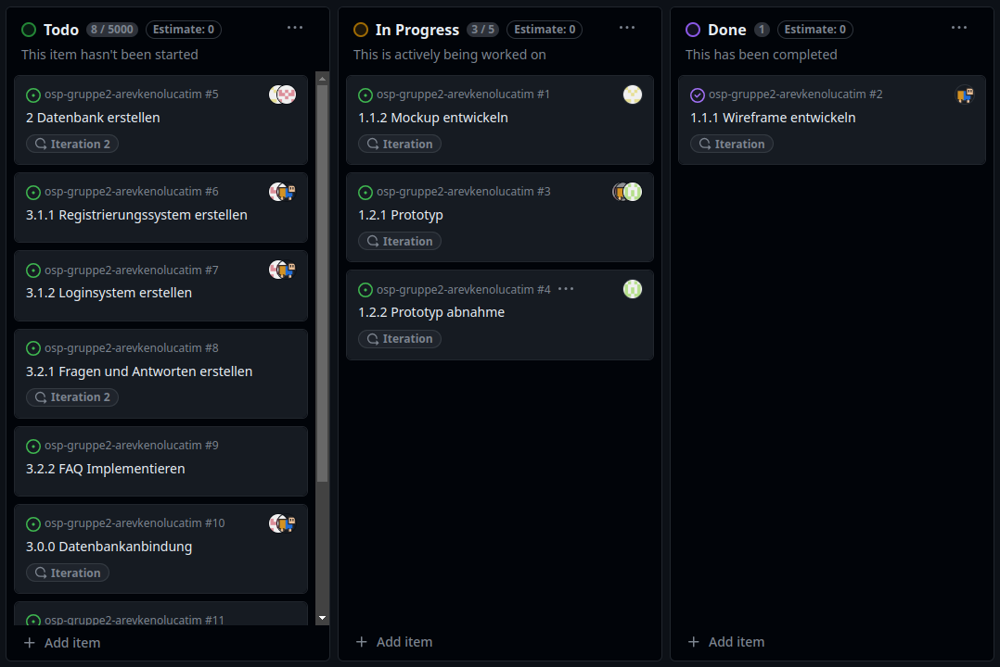 Todo 8 / 5000 Estimate: 0 ···
This item hasn't been started
osp-gruppe2-arevkenolucatim #5
2 Datenbank erstellen
Iteration 2
osp-gruppe2-arevkenolucatim #6
3.1.1 Registrierungssystem erstellen
osp-gruppe2-arevkenolucatim #7
3.1.2 Loginsystem erstellen
osp-gruppe2-arevkenolucatim #8
3.2.1 Fragen und Antworten erstellen
Iteration 2
osp-gruppe2-arevkenolucatim #9
3.2.2 FAQ Implementieren
osp-gruppe2-arevkenolucatim #10
3.0.0 Datenbankanbindung
Iteration
osp-gruppe2-arevkenolucatim #11
+ Add item
In Progress 3 / 5 Estimate: 0 ···
This is actively being worked on
osp-gruppe2-arevkenolucatim #1
1.1.2 Mockup entwickeln
Iteration
osp-gruppe2-arevkenolucatim #3
1.2.1 Prototyp
Iteration
osp-gruppe2-arevkenolucatim #4 ···
1.2.2 Prototyp abnahme
Iteration
+ Add item
Done 1 Estimate: 0 ···
This has been completed
osp-gruppe2-arevkenolucatim #2
1.1.1 Wireframe entwickeln
Iteration
+ Add item